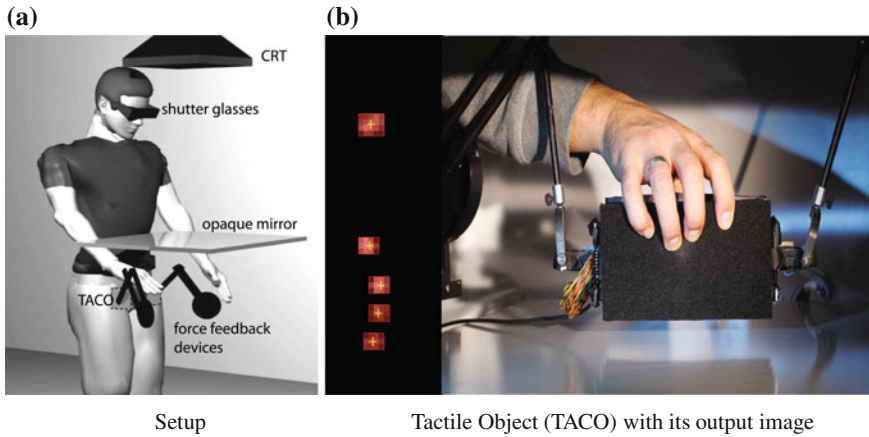 (a)
(b)
CRT
shutter glasses
opaque mirror
TACO
force feedback
devices
Setup
Tactile Object (TACO) with its output image